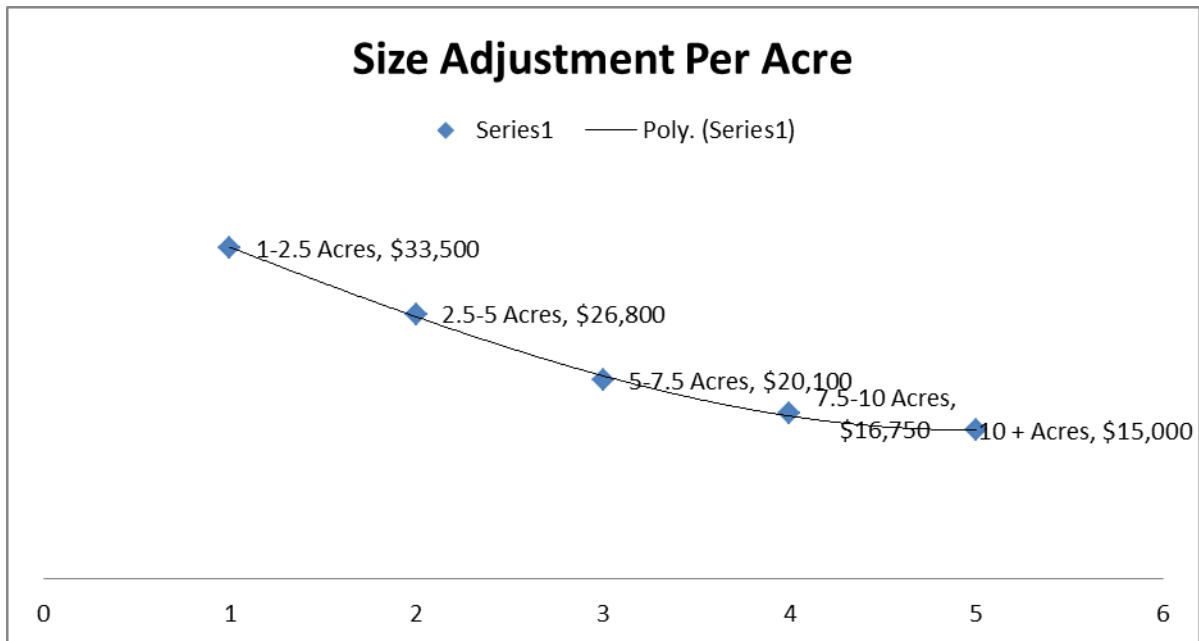 Size Adjustment Per Acre
Series1 Poly. (Series1)
1-2.5 Acres, $33,500
2.5-5 Acres, $26,800
5-7.5 Acres, $20,100
7.5-10 Acres,
$16,750
10 + Acres, $15,000
0 1 2 3 4 5 6